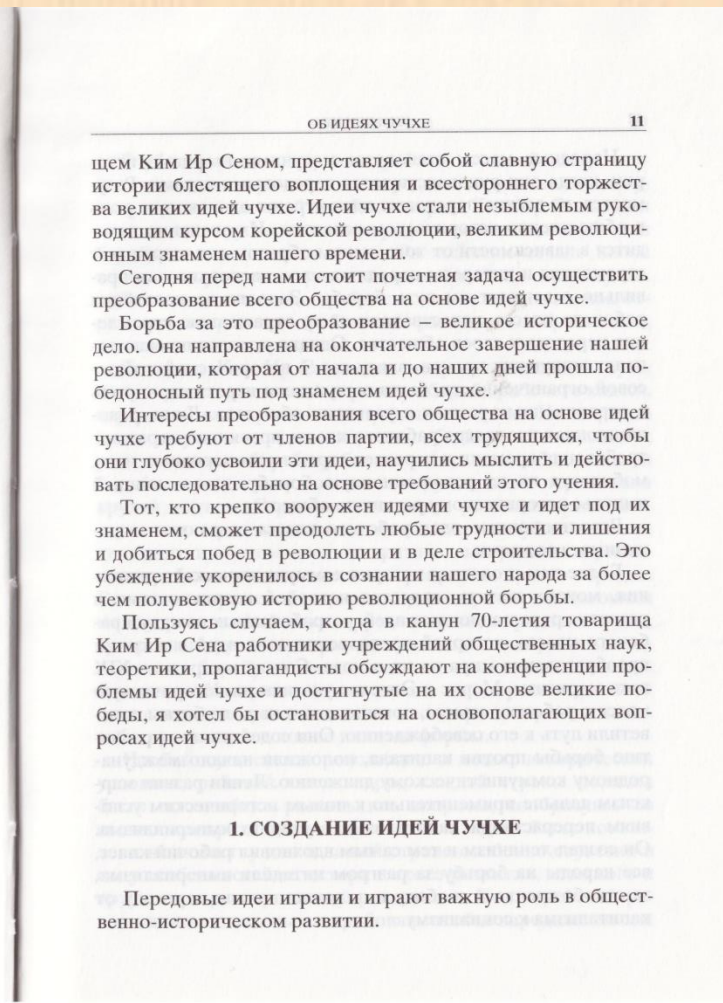 ОБ ИДЕЯХ ЧУЧХЕ 11
щем Ким Ир Сеном, представляет собой славную страницу
истории блестящего воплощения и всестороннего торжест-
ва великих идей чучхе. Идеи чучхе стали незыблемым руко-
водящим курсом корейской революции, великим революци-
онным знаменем нашего времени.
Сегодня перед нами стоит почетная задача осуществить
преобразование всего общества на основе идей чучхе.
Борьба за это преобразование – великое историческое
дело. Она направлена на окончательное завершение нашей
революции, которая от начала и до наших дней прошла по-
бедоносный путь под знаменем идей чучхе.
Интересы преобразования всего общества на основе идей
чучхе требуют от членов партии, всех трудящихся, чтобы
они глубоко усвоили эти идеи, научились мыслить и действо-
вать последовательно на основе требований этого учения.
Тот, кто крепко вооружен идеями чучхе и идет под их
знаменем, сможет преодолеть любые трудности и лишения
и добиться побед в революции и в деле строительства. Это
убеждение укоренилось в сознании нашего народа за более
чем полувековую историю революционной борьбы.
Пользуясь случаем, когда в канун 70-летия товарища
Ким Ир Сена работники учреждений общественных наук,
теоретики, пропагандисты обсуждают на конференции про-
блемы идей чучхе и достигнутые на их основе великие по-
беды, я хотел бы остановиться на основополагающих воп-
росах идей чучхе.
1. СОЗДАНИЕ ИДЕЙ ЧУЧХЕ
Передовые идеи играли и играют важную роль в общест-
венно-историческом развитии.